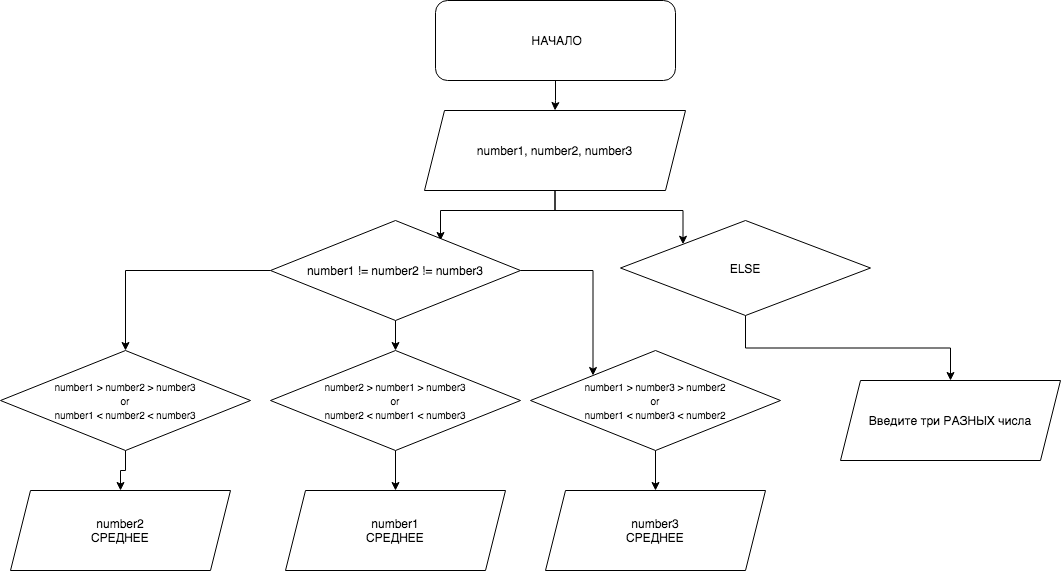 НАЧАЛО
number1, number2, number3
number1 != number2 != number3
ELSE
number1 > number2 > number3
or
number1 < number2 < number3
number2 > number1 > number3
or
number2 < number1 < number3
number1 > number3 > number2
or
number1 < number3 < number2
Введите три РАЗНЫХ числа
number2
СРЕДНЕЕ
number1
СРЕДНЕЕ
number3
СРЕДНЕЕ